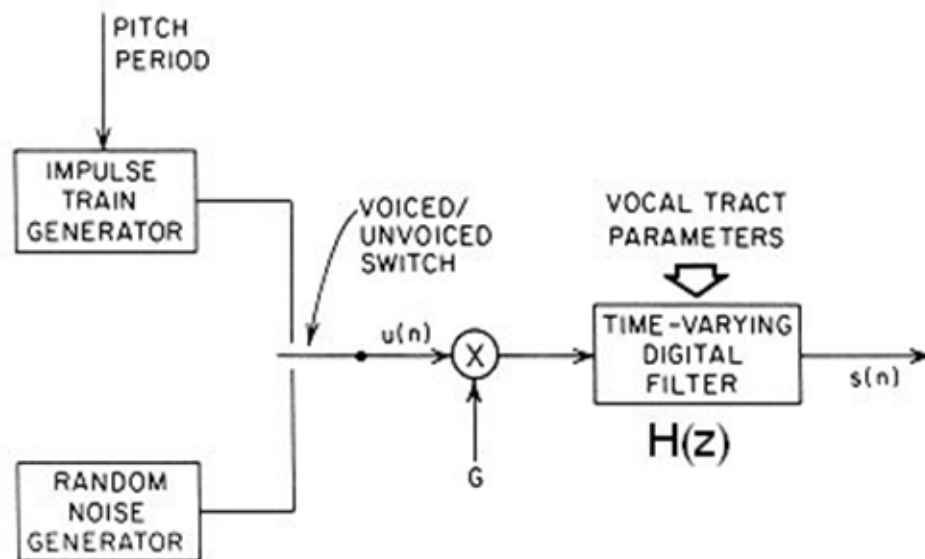 PITCH
PERIOD
IMPULSE
TRAIN
GENERATOR
VOICED/
UNVOICED
SWITCH
VOCAL TRACT
PARAMETERS
u(n)
X
TIME-VARYING
DIGITAL
FILTER
s(n)
H(z)
G
RANDOM
NOISE
GENERATOR